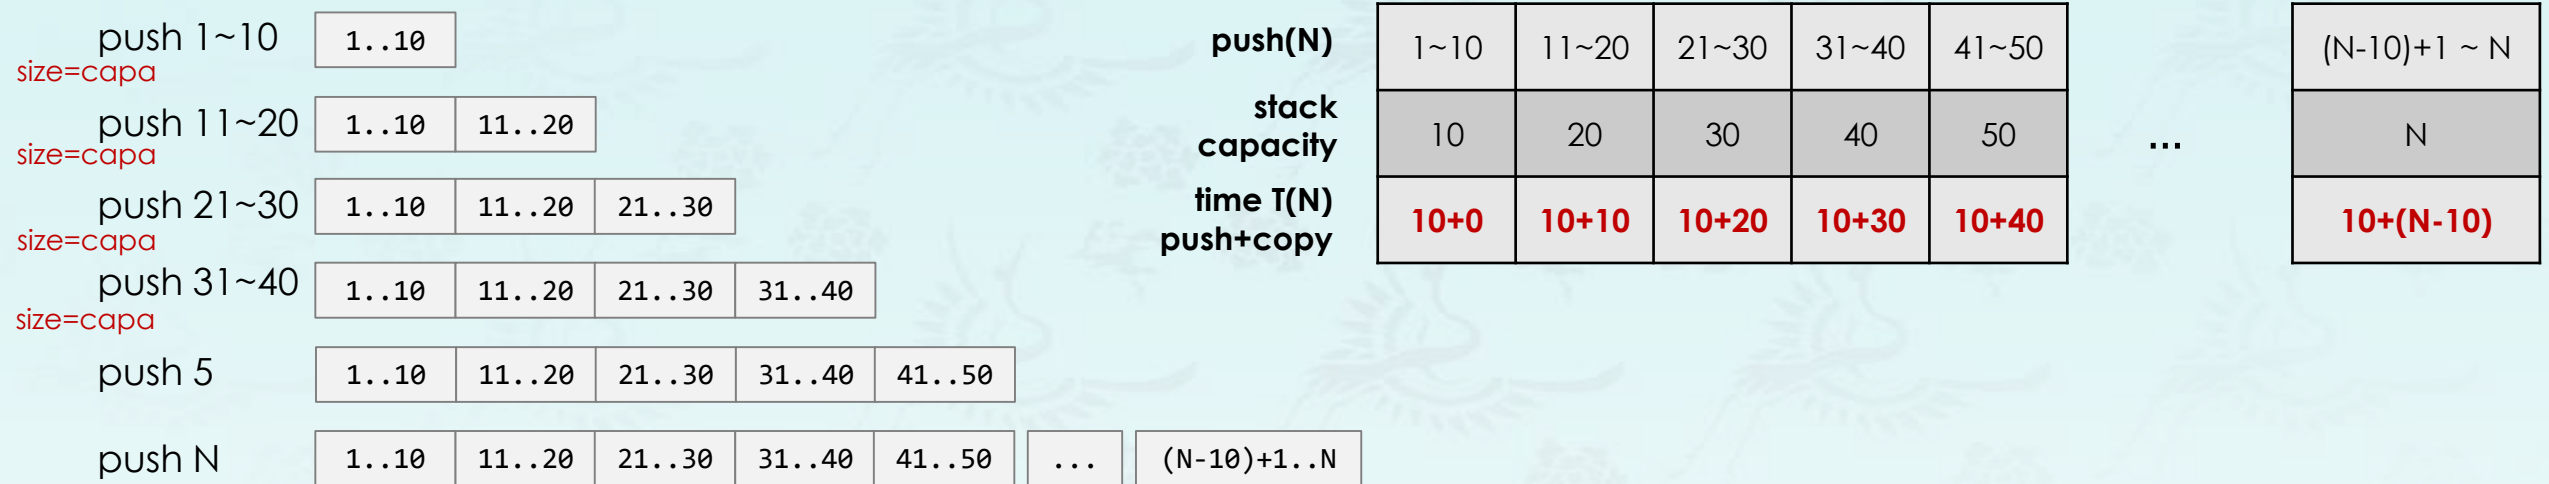 push 1~10
size=capa
1..10
push 11~20
size=capa
1..10 11..20
push 21~30
size=capa
1..10 11..20 21..30
push 31~40
size=capa
1..10 11..20 21..30 31..40
push 5
1..10 11..20 21..30 31..40 41..50
push N
1..10 11..20 21..30 31..40 41..50 ... (N-10)+1..N
push(N) 1~10 11~20 21~30 31~40 41~50 (N-10)+1 ~ N
stack
capacity 10 20 30 40 50 ... N
time T(N)
push+copy 10+0 10+10 10+20 10+30 10+40 10+(N-10)